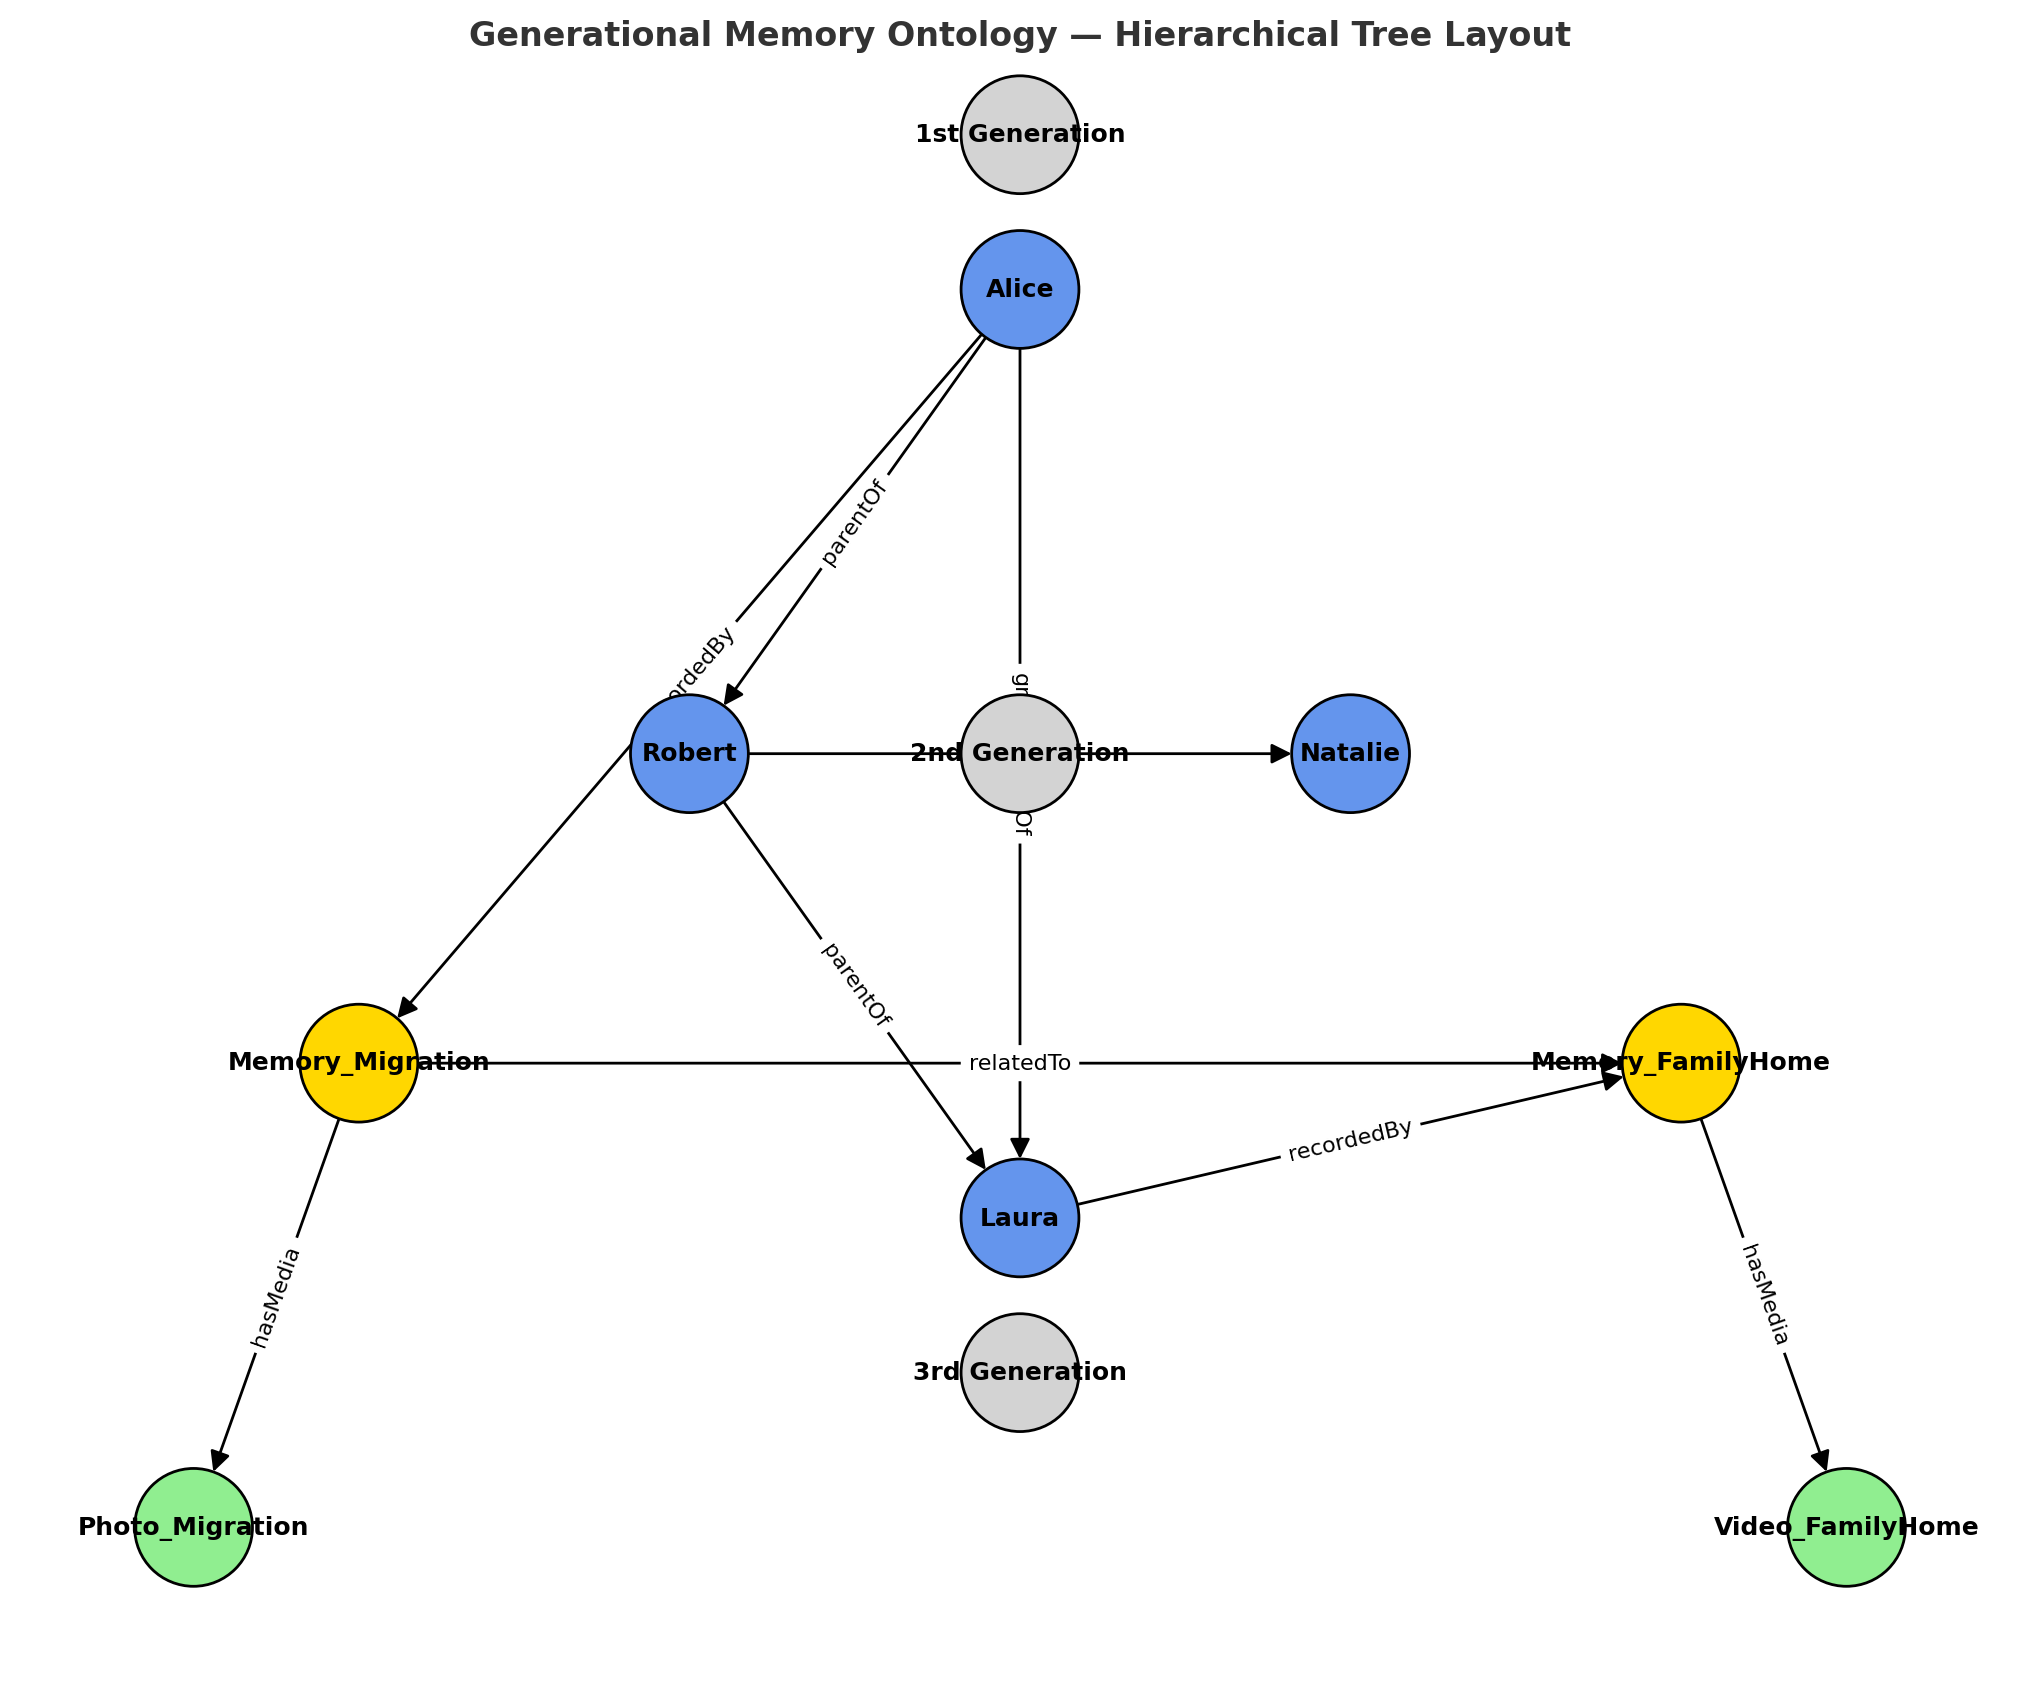 Generational Memory Ontology — Hierarchical Tree Layout
1st Generation
Alice
parentOf
ordedBy
gr
Robert
2nd Generation
Natalie
Of
parentOf
Memory_Migration
relatedTo
Memory_FamilyHome
recordedBy
Laura
hasMedia
hasMedia
3rd Generation
Photo_Migration
Video_FamilyHome